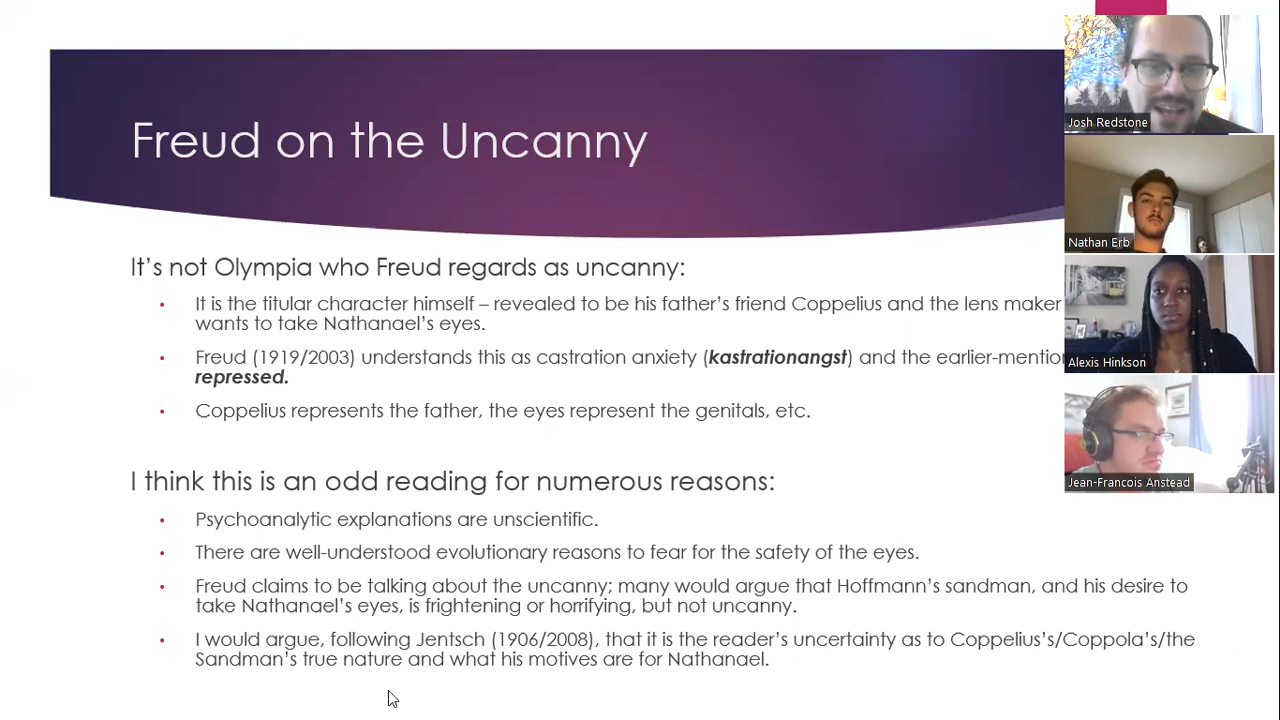 Freud on the Uncanny
It's not Olympia who Freud regards as uncanny:
• It is the titular character himself – revealed to be his father's friend Coppelius and the lens maker
wants to take Nathanael's eyes.
• Freud (1919/2003) understands this as castration anxiety (kastrationangst) and the
repressed.
• Coppelius represents the father, the eyes represent the genitals, etc.
I think this is an odd reading for numerous reasons:
• Psychoanalytic explanations are unscientific.
• There are well-understood evolutionary reasons to fear for the safety of the eyes.
• Freud claims to be talking about the uncanny; many would argue that Hoffmann's sandman, and his desire to
take Nathanael's eyes, is frightening or horrifying, but not uncanny.
• I would argue, following Jentsch (1906/2008), that it is the reader's uncertainty as to Coppelius's/Coppola's/the
Sandman's true nature and what his motives are for Nathanael.
Josh Redstone
Nathan Erb
Alexis Hinkson
Jean-Francois Anstead